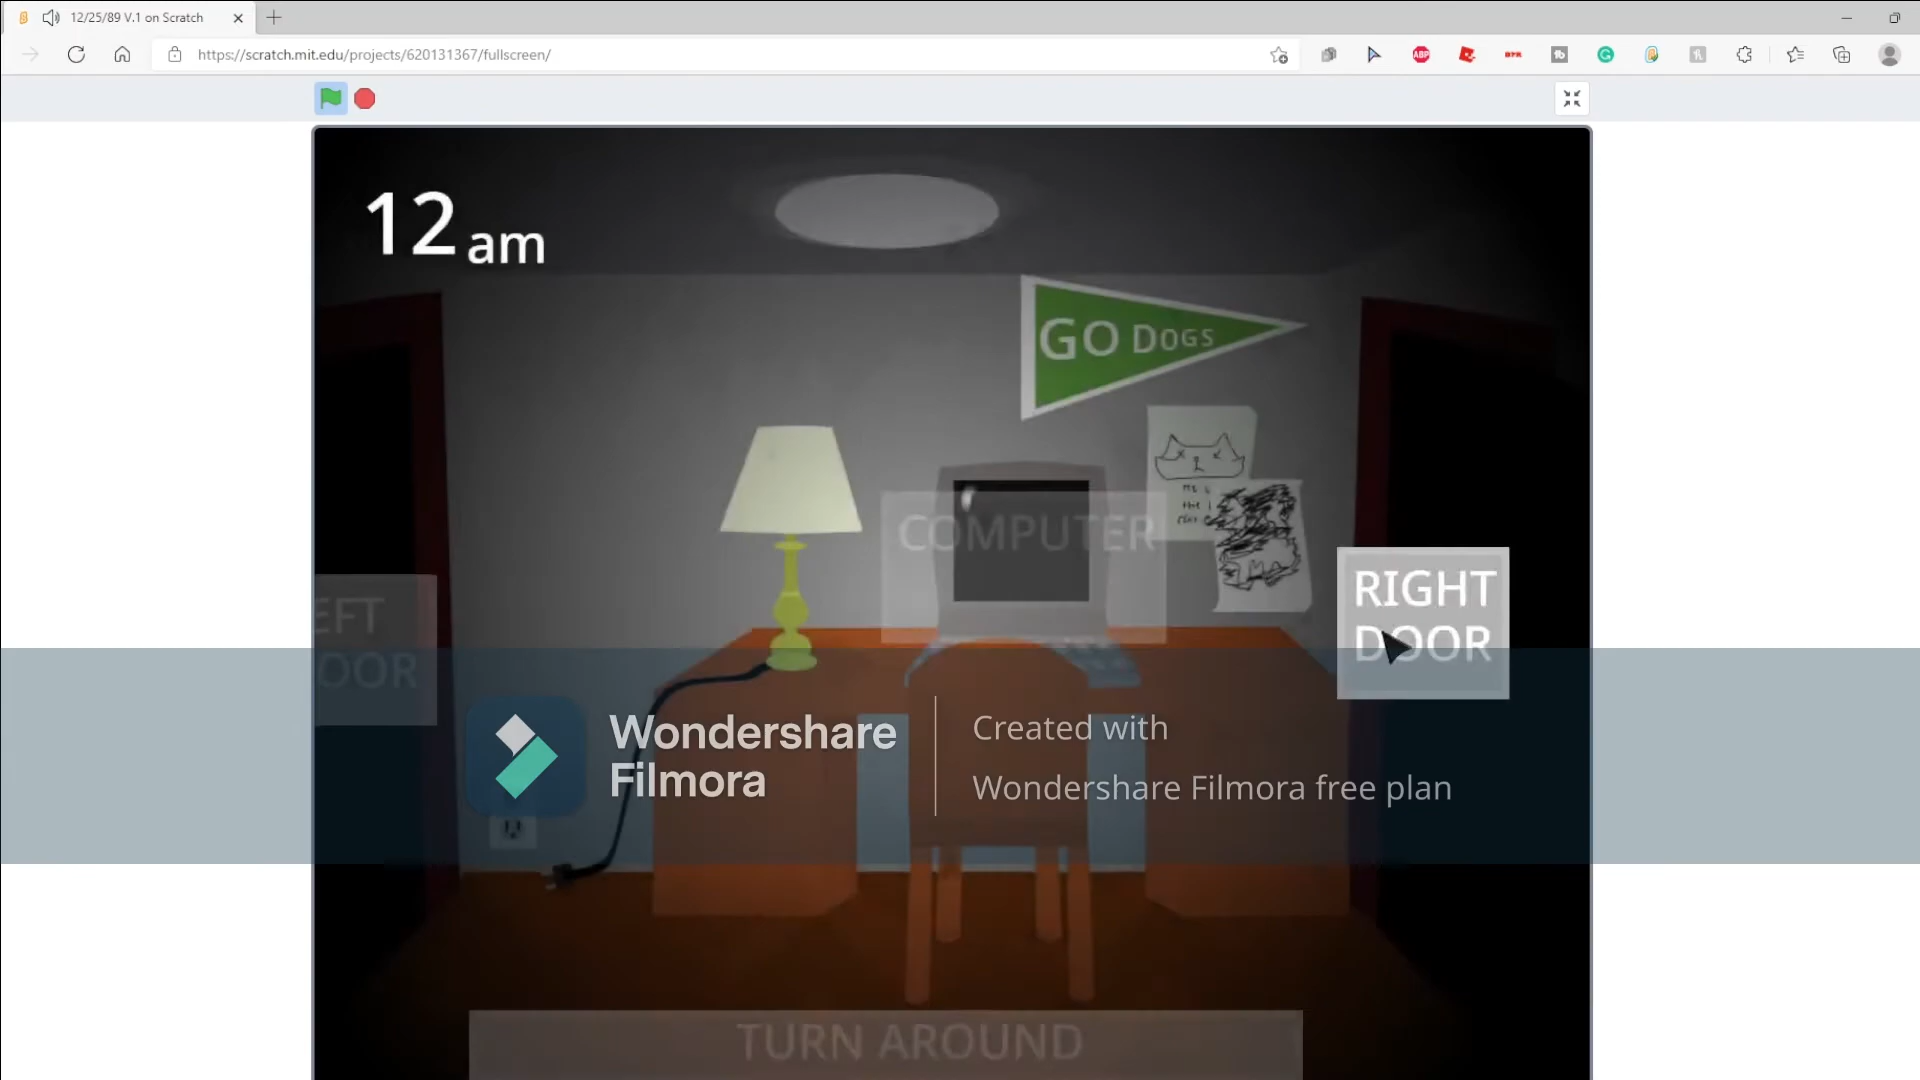 12/25/89 V.1 on Scratch
https://scratch.mit.edu/projects/620131367/fullscreen/
ABP
12 am
GO DOGS
COMPUTER
RIGHT
DOOR
EFT
OOR
Wondershare
Filmora
Created with
Wondershare Filmora free plan
TURN AROUND